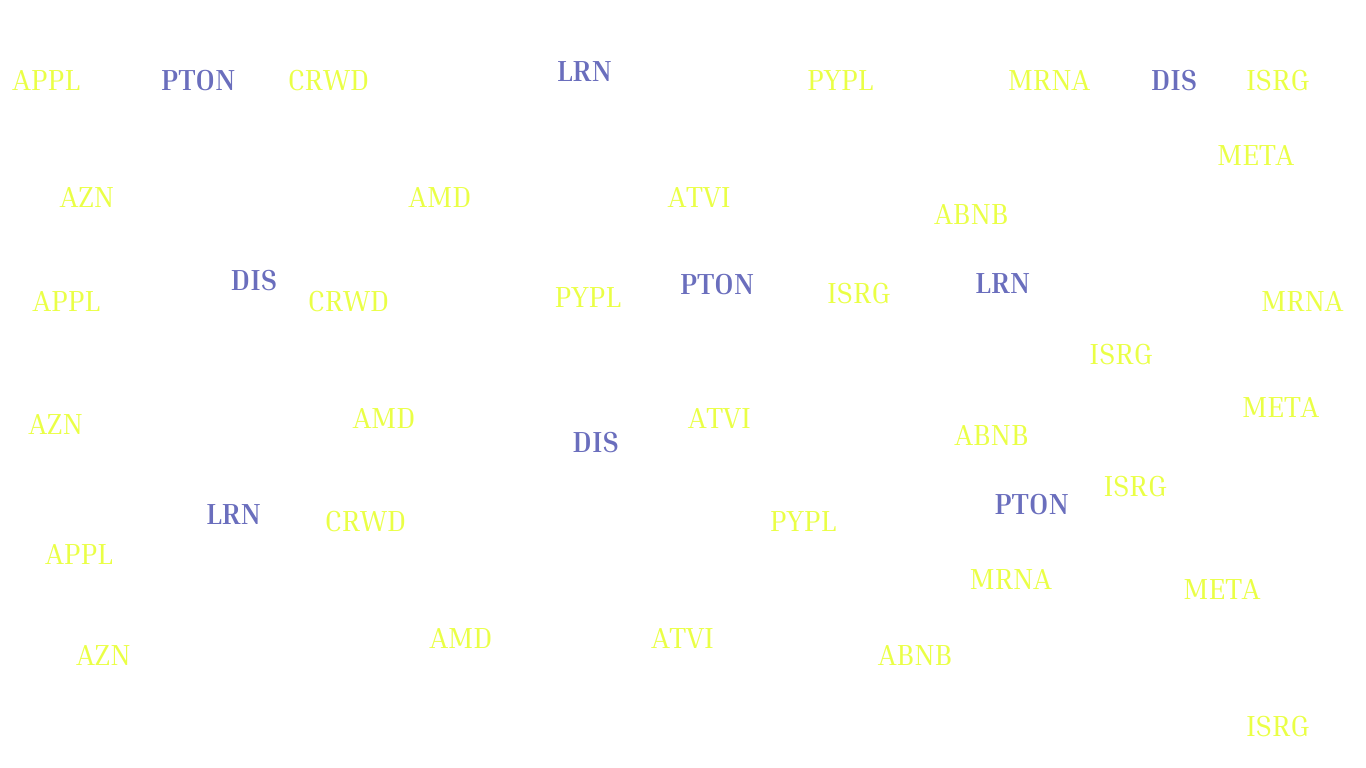 APPL PTON CRWD LRN PYPL MRNA DIS ISRG
META
AZN AMD ATVI ABNB
DIS PTON LRN
APPL CRWD PYPL ISRG MRNA
ISRG
META
AZN AMD ATVI ABNB
DIS
ISRG
LRN CRWD PYPL PTON
APPL
MRNA META
AMD ATVI
AZN ABNB
ISRG